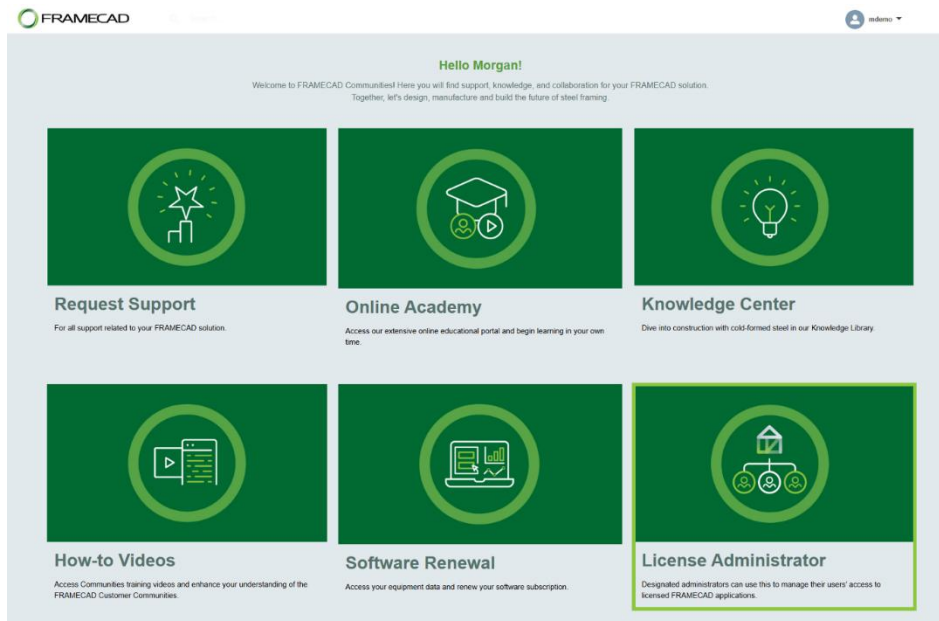 FRAMECAD
mdemo
Hello Morgan!
Welcome to FRAMECAD Communities! Here you will find support, knowledge, and collaboration for your FRAMECAD solution.
Together, let's design, manufacture and build the future of steel framing.
Request Support
For all support related to your FRAMECAD solution.
Online Academy
Access our extensive online educational portal and begin learning in your own
time.
Knowledge Center
Dive into construction with cold-formed steel in our Knowledge Library.
How-to Videos
Access Communities training videos and enhance your understanding of the
FRAMECAD Customer Communities.
Software Renewal
Access your equipment data and renew your software subscription.
License Administrator
Designated administrators can use this to manage their users' access to
licensed FRAMECAD applications.